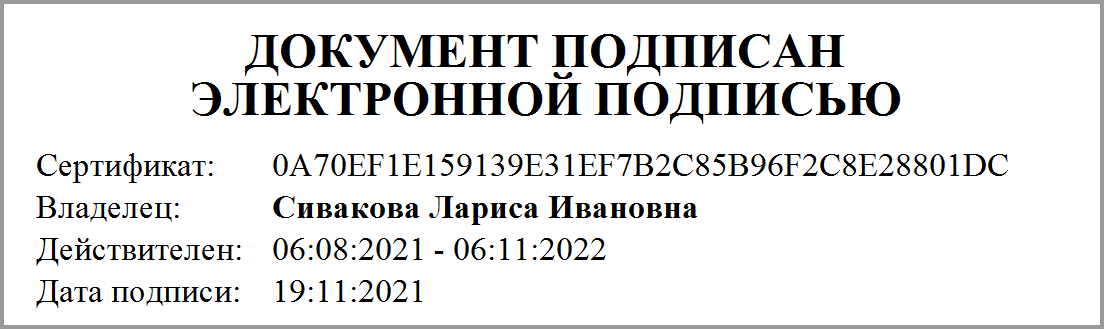 ДОКУМЕНТ ПОДПИСАН
ЭЛЕКТРОННОЙ ПОДПИСЬЮ
Сертификат: 0A70EF1E159139E31EF7B2C85B96F2C8E28801DC
Владелец: Сивакова Лариса Ивановна
Действителен: 06:08:2021 - 06:11:2022
Дата подписи: 19:11:2021